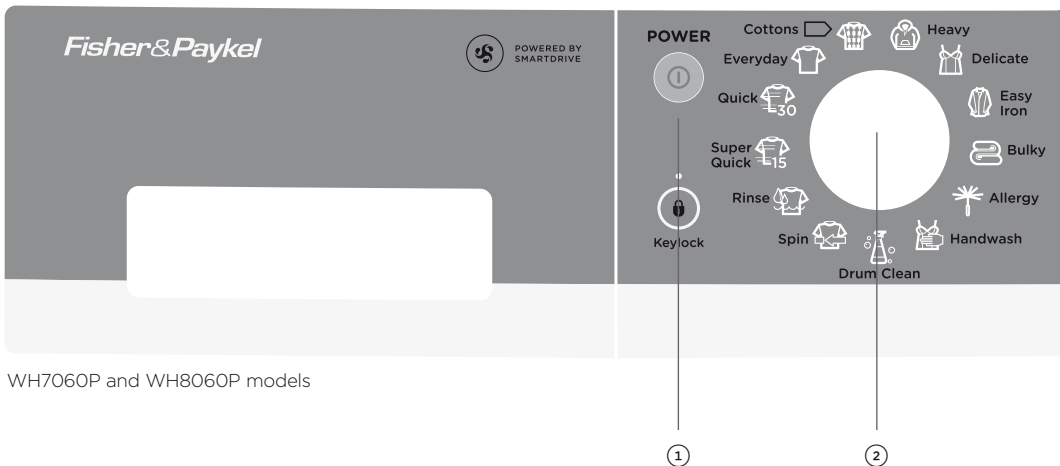 Fisher&Paykel
POWERED BY
SMARTDRIVE
POWER
Keylock
Cottons
Heavy
Everyday
Delicate
Quick
30
Easy
Iron
Super
Quick
15
Bulky
Rinse
Allergy
Spin
Handwash
Drum Clean
WH7060P and WH8060P models
1
2